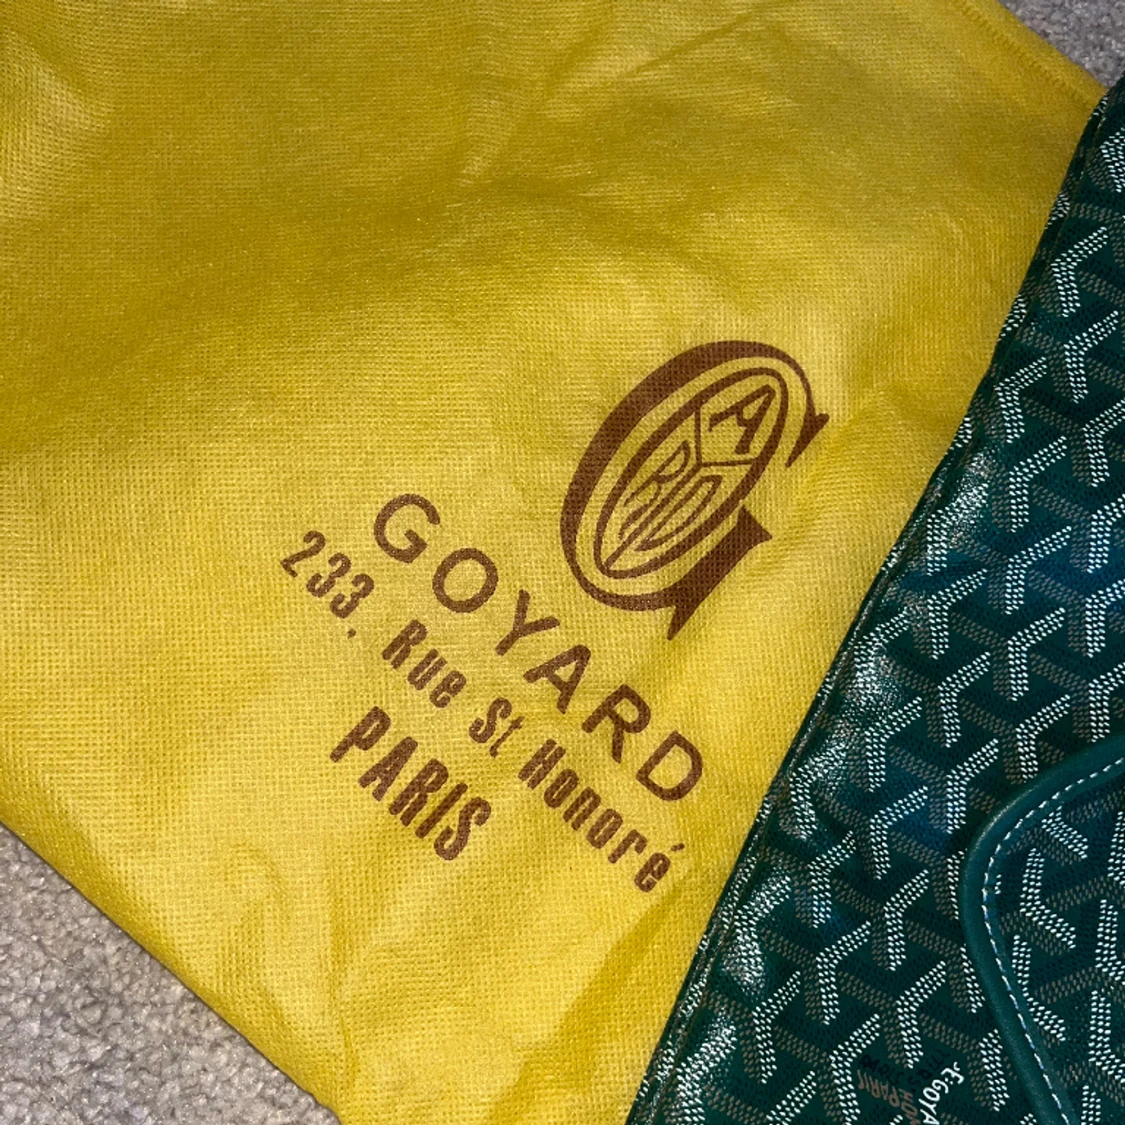 GOYARD
233, Rue St Honoré
PARIS